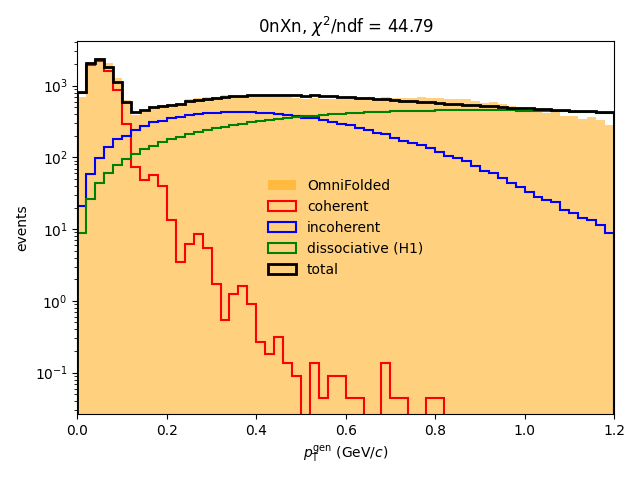 0nXn, χ²/ndf = 44.79
events
10³
10²
10¹
10⁰
10⁻¹
OmniFolded
coherent
incoherent
dissociative (H1)
total
0.0 0.2 0.4 0.6 0.8 1.0 1.2
p_T^gen (GeV/c)